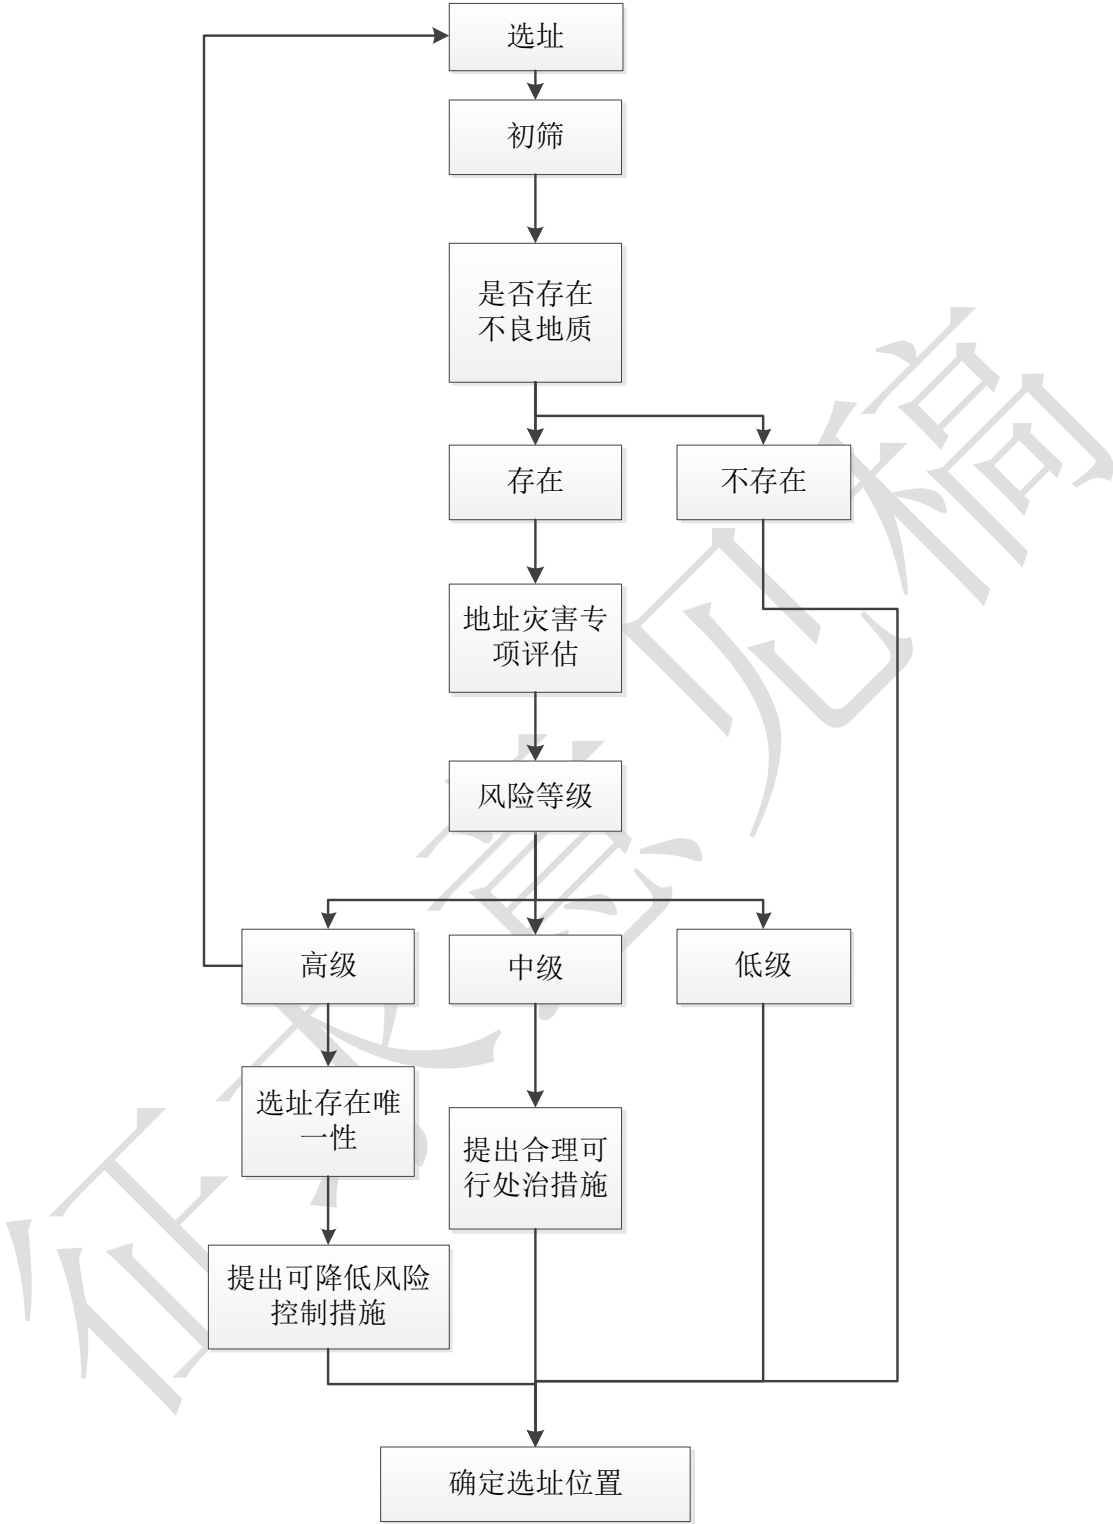 选址
初筛
是否存在
不良地质
存在
不存在
地址灾害专
项评估
风险等级
高级
中级
低级
选址存在唯
一性
提出合理可
行处治措施
提出可降低风险
控制措施
确定选址位置
征求意见稿